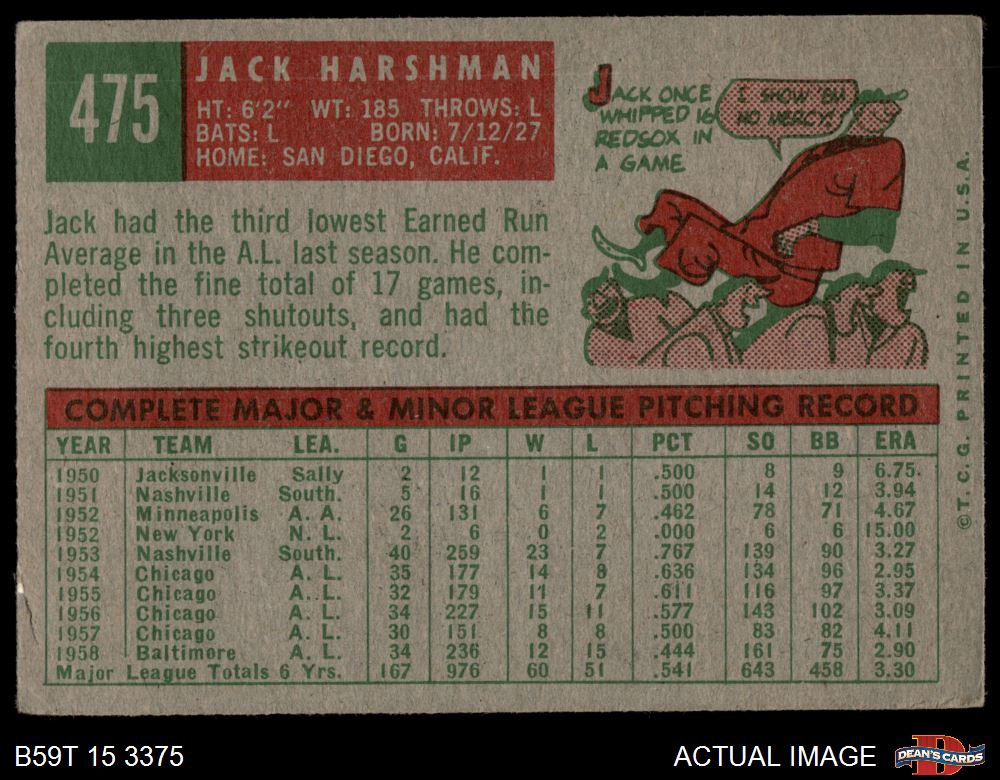 475
JACK HARSHMAN
HT: 6'2" WT: 185 THROWS: L
BATS: L BORN: 7/12/27
HOME: SAN DIEGO, CALIF.
JACK ONCE
WHIPPED 16
REDSOX IN
A GAME
I SHOW EM
NO MERCY!
Jack had the third lowest Earned Run
Average in the A.L. last season. He com-
pleted the fine total of 17 games, in-
cluding three shutouts, and had the
fourth highest strikeout record.
COMPLETE MAJOR & MINOR LEAGUE PITCHING RECORD
YEAR TEAM LEA. G IP W L PCT SO BB ERA
1950 Jacksonville Sally 2 12 1 1 .500 8 9 6.75
1951 Nashville South. 5 16 1 1 .500 14 12 3.94
1952 Minneapolis A. A. 26 131 6 7 .462 78 71 4.67
1952 New York N. L. 2 6 0 2 .000 6 6 15.00
1953 Nashville South. 40 259 23 7 .767 139 90 3.27
1954 Chicago A. L. 35 177 14 8 .636 134 96 2.95
1955 Chicago A. L. 32 179 11 7 .611 116 97 3.37
1956 Chicago A. L. 34 227 15 11 .577 143 102 3.09
1957 Chicago A. L. 30 151 8 8 .500 83 82 4.11
1958 Baltimore A. L. 34 236 12 15 .444 161 75 2.90
Major League Totals 6 Yrs. 167 976 60 51 .541 643 458 3.30
©T.C.G. PRINTED IN U.S.A.
B59T 15 3375
ACTUAL IMAGE
D
DEAN'S CARDS